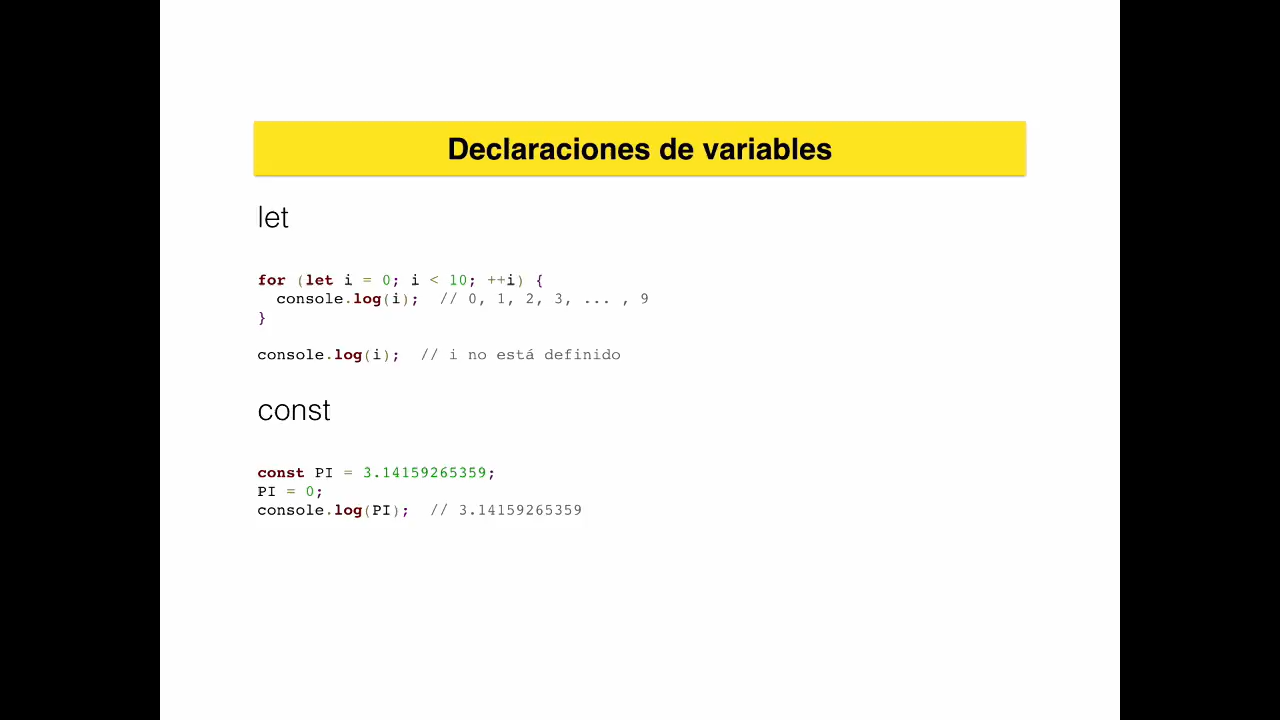 Declaraciones de variables
let
for (let i = 0; i < 10; ++i) {
  console.log(i);  // 0, 1, 2, 3, ... , 9
}
console.log(i);  // i no está definido
const
const PI = 3.14159265359;
PI = 0;
console.log(PI);  // 3.14159265359